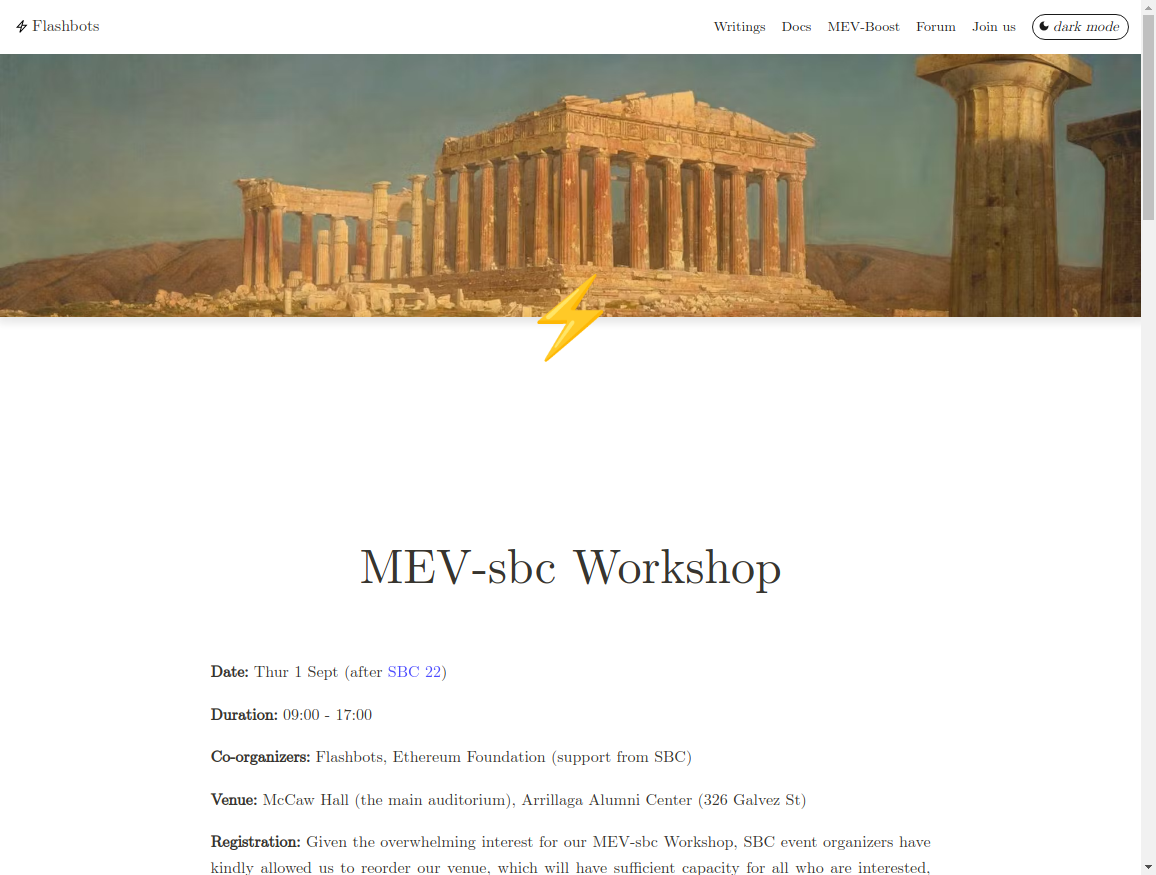 Flashbots
Writings Docs MEV-Boost Forum Join us dark mode
MEV-sbc Workshop
Date: Thur 1 Sept (after SBC 22)
Duration: 09:00 - 17:00
Co-organizers: Flashbots, Ethereum Foundation (support from SBC)
Venue: McCaw Hall (the main auditorium), Arrillaga Alumni Center (326 Galvez St)
Registration: Given the overwhelming interest for our MEV-sbc Workshop, SBC event organizers have
kindly allowed us to reorder our venue, which will have sufficient capacity for all who are interested,